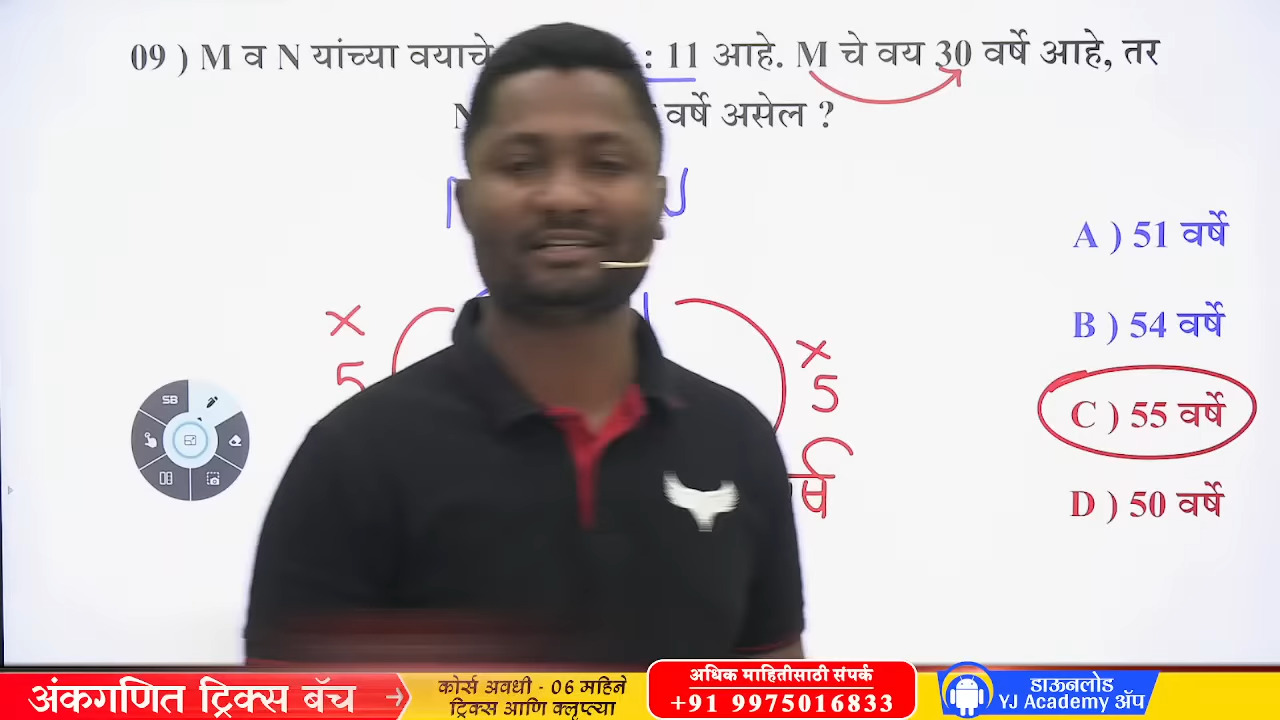 09 ) M व N यांच्या वयाचे : 11 आहे. M चे वय 30 वर्षे आहे, तर
N वर्षे असेल ?
N
A ) 51 वर्षे
× ×
B ) 54 वर्षे
5 5
SB
C ) 55 वर्षे
D ) 50 वर्षे
अंकगणित ट्रिक्स बॅच
कोर्स अवधी - 06 महिने
ट्रिक्स आणि क्लृप्त्या
अधिक माहितीसाठी संपर्क
+91 9975016833
डाऊनलोड
YJ Academy ॲप